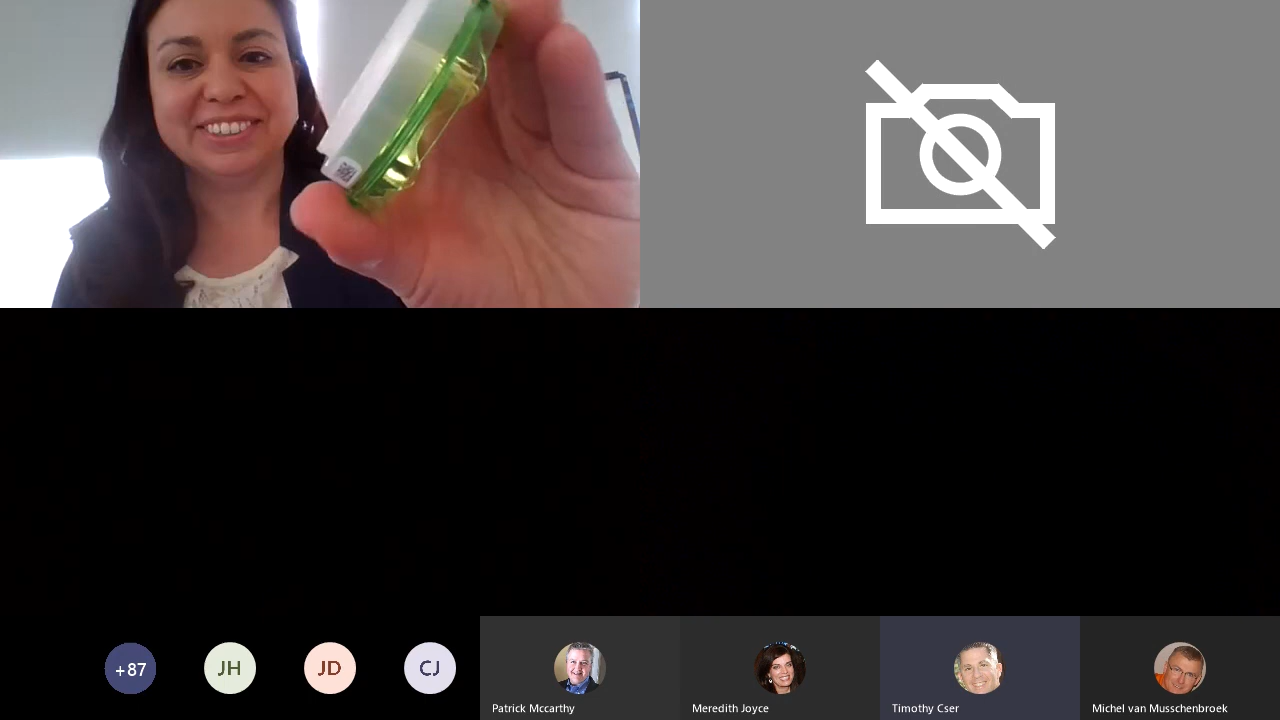 +87
JH
JD
CJ
Patrick Mccarthy
Meredith Joyce
Timothy Cser
Michel van Musschenbroek